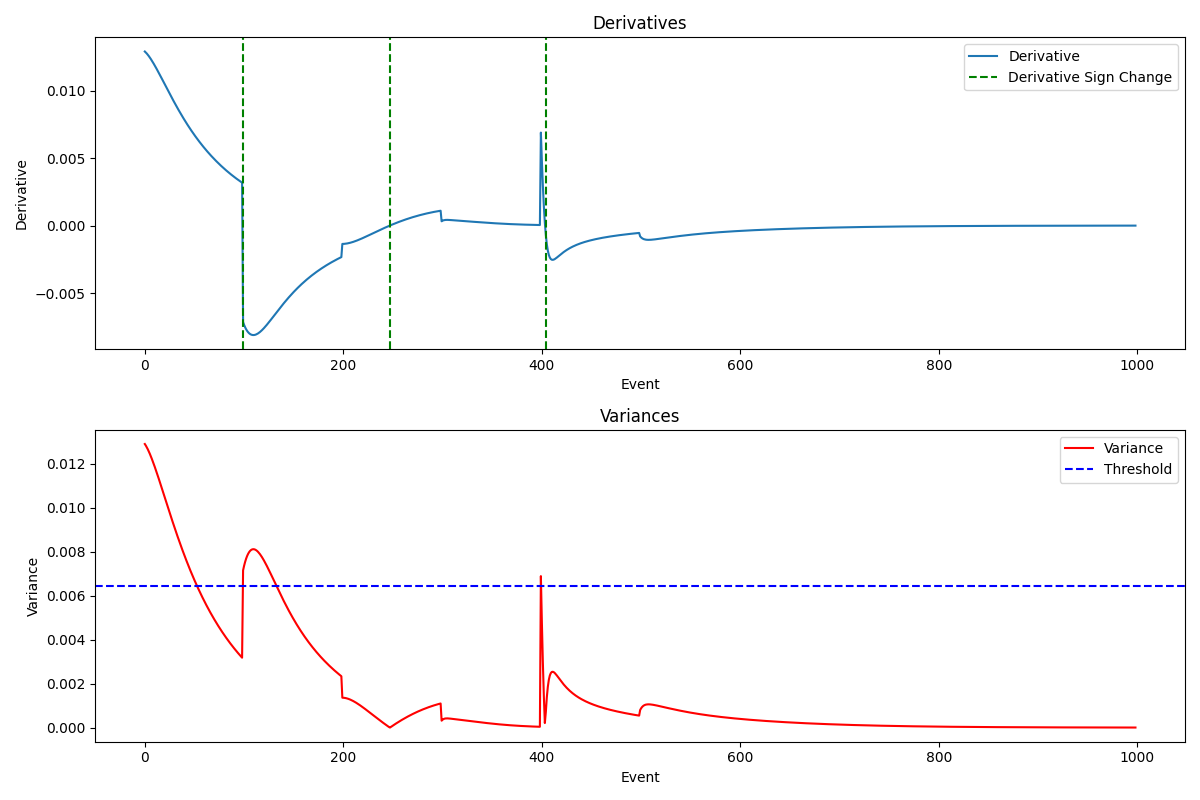 Derivatives
Derivative
Derivative Sign Change
0.010
0.005
0.000
−0.005
Derivative
0
200
400
600
800
1000
Event
Variances
Variance
Threshold
0.012
0.010
0.008
0.006
0.004
0.002
0.000
Variance
0
200
400
600
800
1000
Event